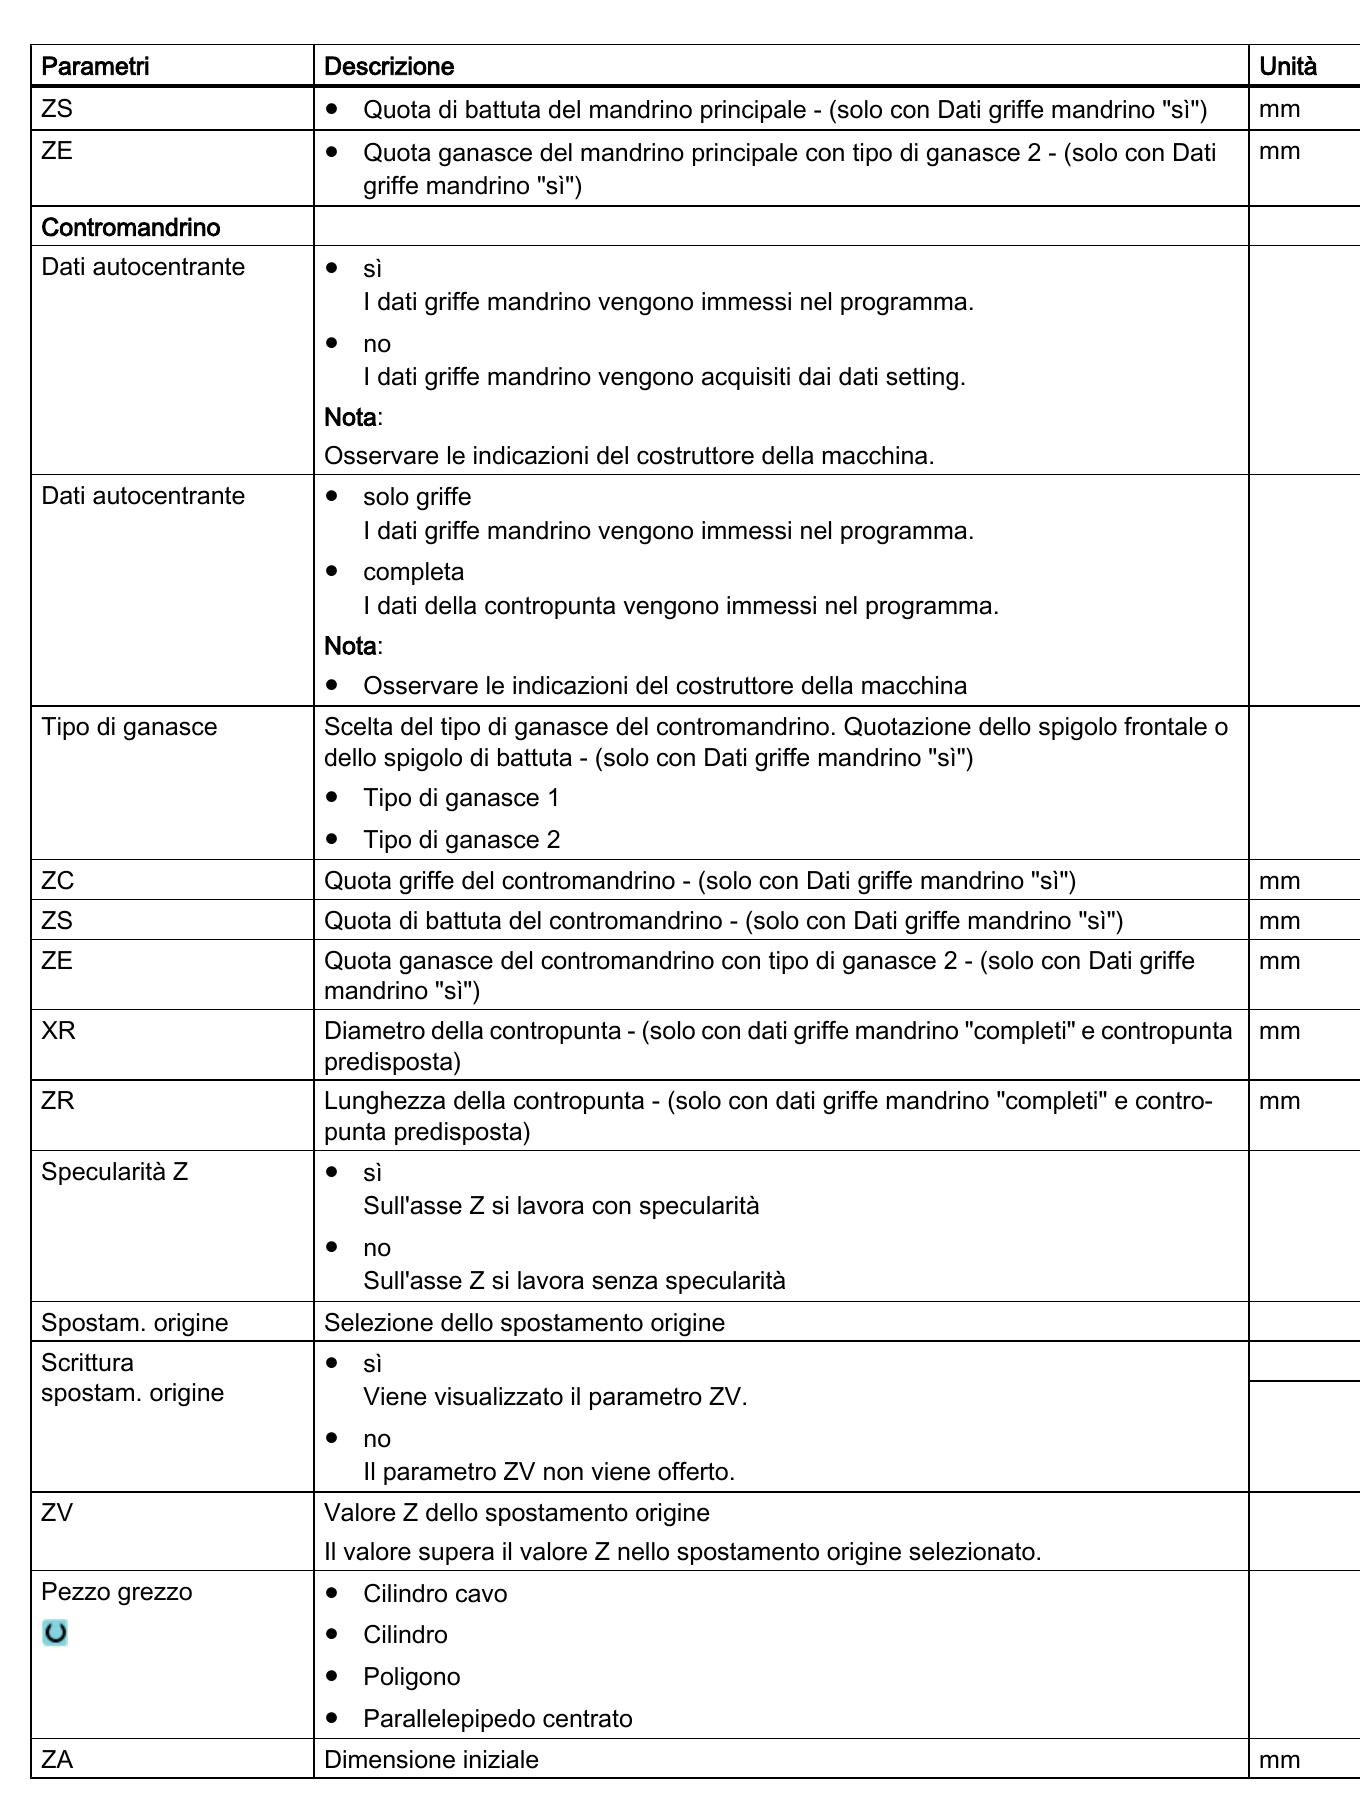 Parametri Descrizione Unità
ZS ● Quota di battuta del mandrino principale - (solo con Dati griffe mandrino "sì") mm
ZE ● Quota ganasce del mandrino principale con tipo di ganasce 2 - (solo con Dati mm
griffe mandrino "sì")
Contromandrino
Dati autocentrante ● sì
I dati griffe mandrino vengono immessi nel programma.
● no
I dati griffe mandrino vengono acquisiti dai dati setting.
Nota:
Osservare le indicazioni del costruttore della macchina.
Dati autocentrante ● solo griffe
I dati griffe mandrino vengono immessi nel programma.
● completa
I dati della contropunta vengono immessi nel programma.
Nota:
● Osservare le indicazioni del costruttore della macchina
Tipo di ganasce Scelta del tipo di ganasce del contromandrino. Quotazione dello spigolo frontale o
dello spigolo di battuta - (solo con Dati griffe mandrino "sì")
● Tipo di ganasce 1
● Tipo di ganasce 2
ZC Quota griffe del contromandrino - (solo con Dati griffe mandrino "sì") mm
ZS Quota di battuta del contromandrino - (solo con Dati griffe mandrino "sì") mm
ZE Quota ganasce del contromandrino con tipo di ganasce 2 - (solo con Dati griffe mm
mandrino "sì")
XR Diametro della contropunta - (solo con dati griffe mandrino "completi" e contropunta mm
predisposta)
ZR Lunghezza della contropunta - (solo con dati griffe mandrino "completi" e contro- mm
punta predisposta)
Specularità Z ● sì
Sull'asse Z si lavora con specularità
● no
Sull'asse Z si lavora senza specularità
Spostam. origine Selezione dello spostamento origine
Scrittura ● sì
spostam. origine Viene visualizzato il parametro ZV.
● no
Il parametro ZV non viene offerto.
ZV Valore Z dello spostamento origine
Il valore supera il valore Z nello spostamento origine selezionato.
Pezzo grezzo ● Cilindro cavo
● Cilindro
● Poligono
● Parallelepipedo centrato
ZA Dimensione iniziale mm